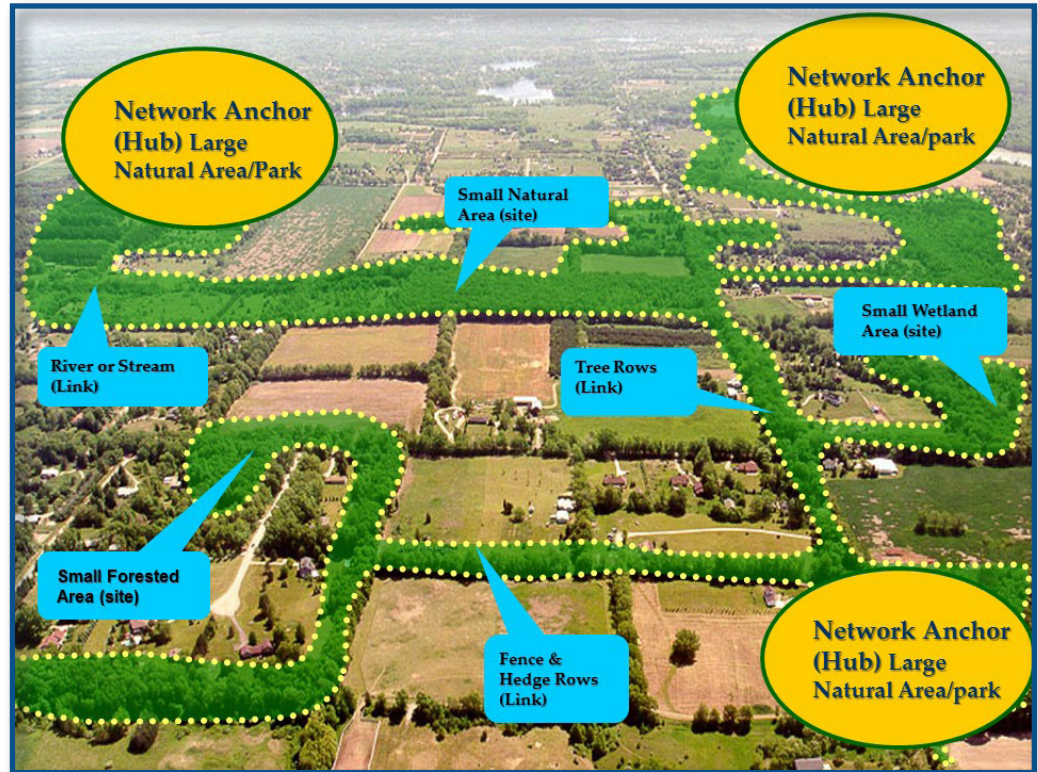 Network Anchor
(Hub) Large
Natural Area/Park
Network Anchor
(Hub) Large
Natural Area/park
Small Natural
Area (site)
Small Wetland
Area (site)
River or Stream
(Link)
Tree Rows
(Link)
Small Forested
Area (site)
Fence &
Hedge Rows
(Link)
Network Anchor
(Hub) Large
Natural Area/park